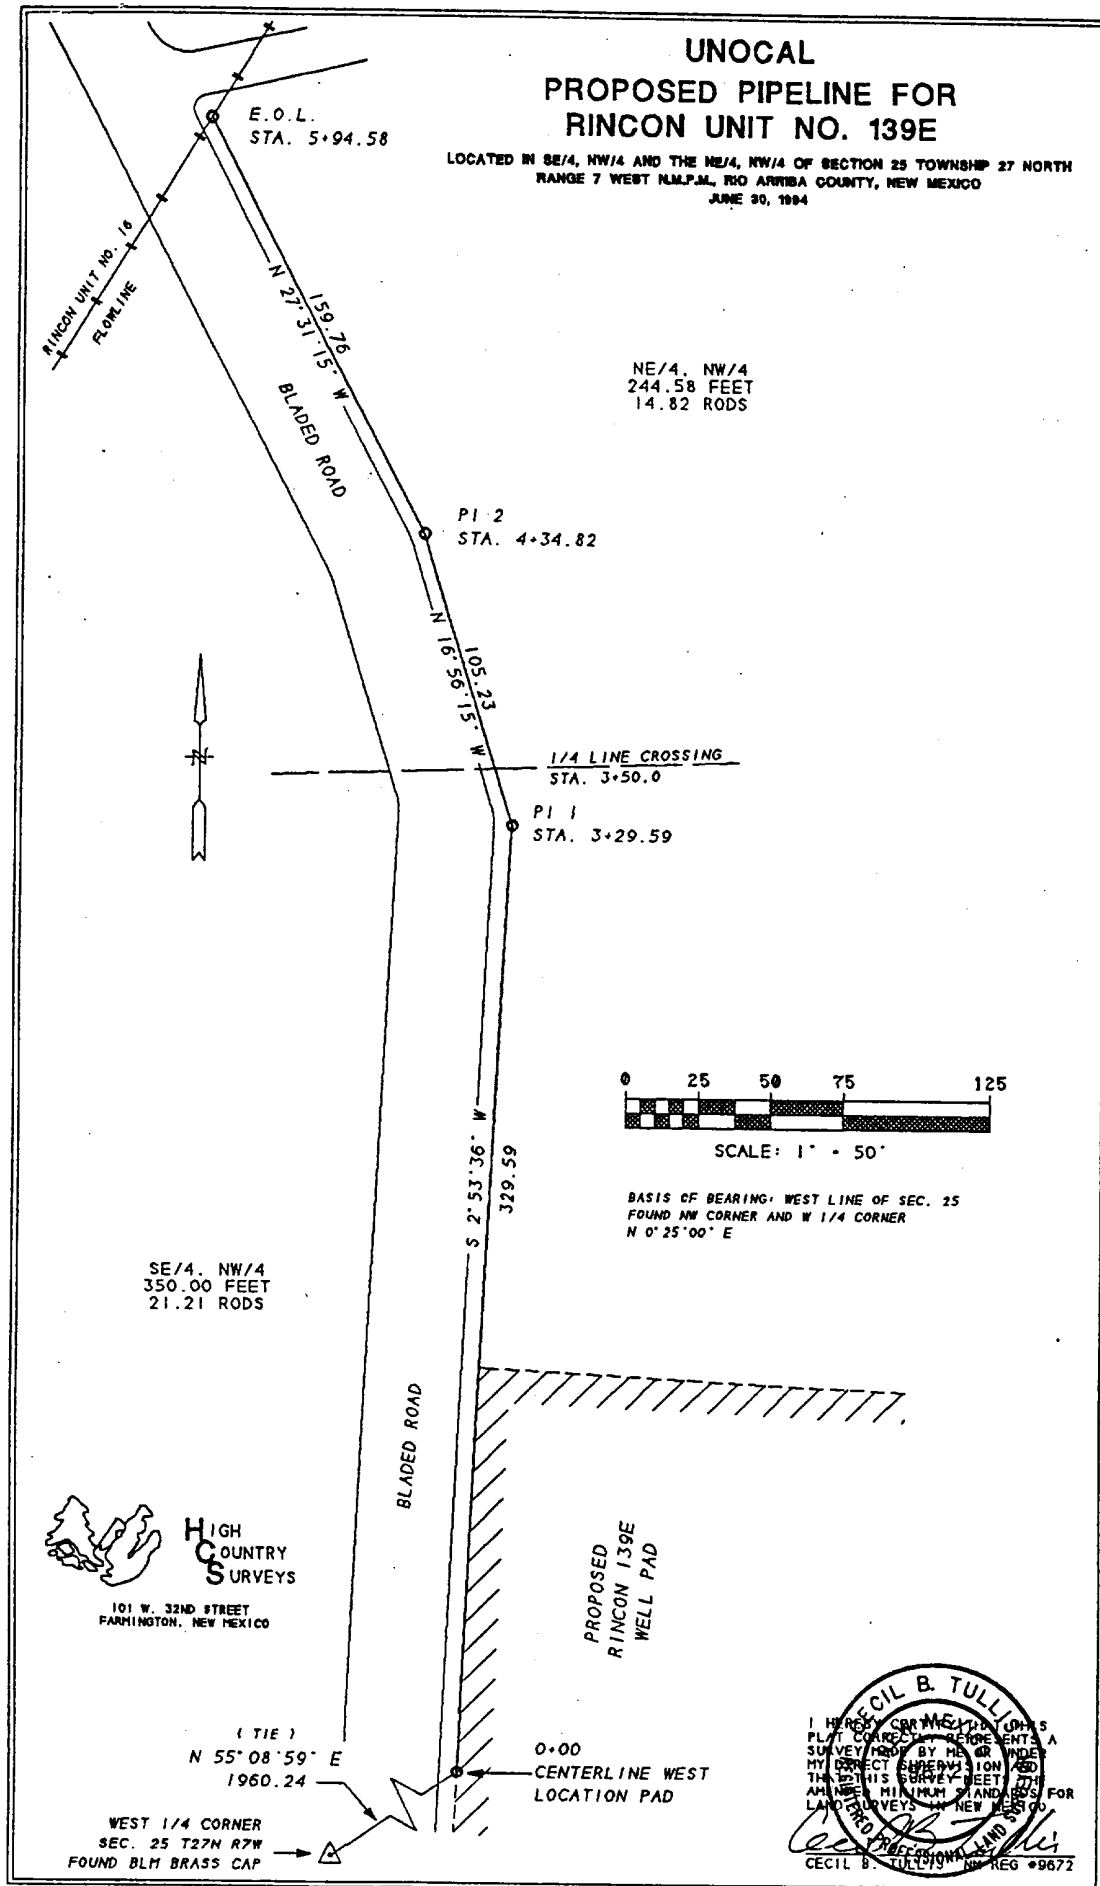 UNOCAL
PROPOSED PIPELINE FOR
RINCON UNIT NO. 139E
LOCATED IN SE/4, NW/4 AND THE NE/4, NW/4 OF SECTION 25 TOWNSHIP 27 NORTH
RANGE 7 WEST N.M.P.M., RIO ARRIBA COUNTY, NEW MEXICO
JUNE 30, 1994
E.O.L.
STA. 5+94.58
RINCON UNIT NO. 16
FLOWLINE
159.76
N 27° 31' 15" W
BLADED ROAD
NE/4, NW/4
244.58 FEET
14.82 RODS
PI 2
STA. 4+34.82
105.23
N 16° 56' 15" W
N
1/4 LINE CROSSING
STA. 3+50.0
PI 1
STA. 3+29.59
0 25 50 75 125
SCALE: 1" = 50'
S 2° 53' 36" W
329.59
BASIS OF BEARING: WEST LINE OF SEC. 25
FOUND NW CORNER AND W 1/4 CORNER
N 0° 25' 00" E
SE/4, NW/4
350.00 FEET
21.21 RODS
BLADED ROAD
HIGH
COUNTRY
SURVEYS
101 W. 32ND STREET
FARMINGTON, NEW MEXICO
PROPOSED
RINCON 139E
WELL PAD
( TIE )
N 55° 08' 59" E
1960.24
0+00
CENTERLINE WEST
LOCATION PAD
WEST 1/4 CORNER
SEC. 25 T27N R7W
FOUND BLM BRASS CAP
CECIL B. TULLIS
NEW MEXICO
9672
REGISTERED PROFESSIONAL LAND SURVEYOR
I HEREBY CERTIFY THAT THIS
PLAT CORRECTLY REPRESENTS A
SURVEY MADE BY ME OR UNDER
MY DIRECT SUPERVISION AND
THAT THIS SURVEY MEETS THE
AMENDED MINIMUM STANDARDS FOR
LAND SURVEYS IN NEW MEXICO
Cecil B Tullis
CECIL B. TULLIS NM REG #9672